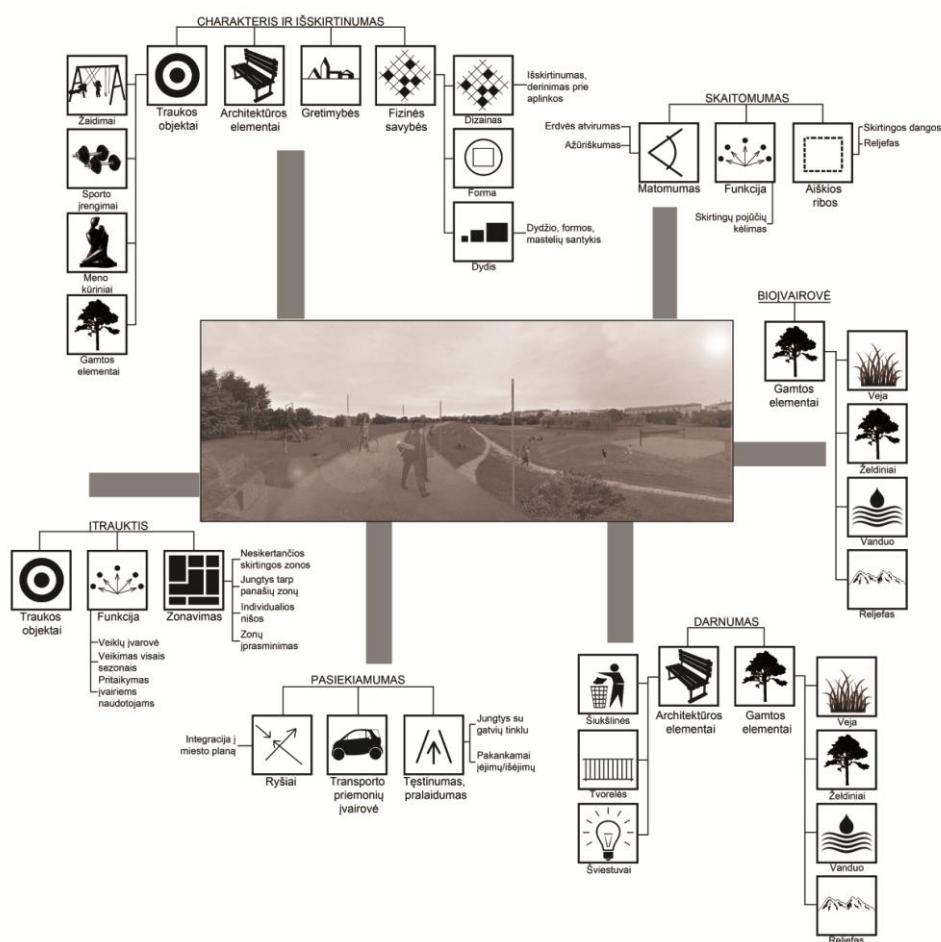 CHARAKTERIS IR IŠSKIRTINUMAS
Žaidimai
Traukos
objektai
Architektūros
elementai
Gretimybės
Fizinės
savybės
Dizainas
Išskirtinumas,
derinimas prie
aplinkos
Sporto
įrengimai
Forma
Meno
kūriniai
Dydis
Dydžio, formos,
mastelių santykis
Gamtos
elementai
SKAITOMUMAS
Erdvės atvirumas
Ažūriškumas
Matomumas
Funkcija
Aiškios
ribos
Skirtingos dangos
Reljefas
Skirtingų pojūčių
kėlimas
BIOĮVAIROVĖ
Gamtos
elementai
Veja
Želdiniai
Vanduo
Reljefas
ITRAUKTIS
Traukos
objektai
Funkcija
Zonavimas
Nesikertančios
skirtingos zonos
Jungtys tarp
panašių zonų
Individualios
nišos
Zonų
įprasminimas
Veiklų įvarovė
Veikimas visais
sezonais
Pritaikymas
įvairiems
naudotojams
PASIEKIAMUMAS
Integracija į
miesto planą
Ryšiai
Transporto
priemonių
įvairovė
Tęstinumas,
pralaidumas
Jungtys su
gatvių tinklu
Pakankamai
įėjimų/išėjimų
DARNUMAS
Šiukšlinės
Architektūros
elementai
Gamtos
elementai
Veja
Tvorelės
Želdiniai
Šviestuvai
Vanduo
Reljefas